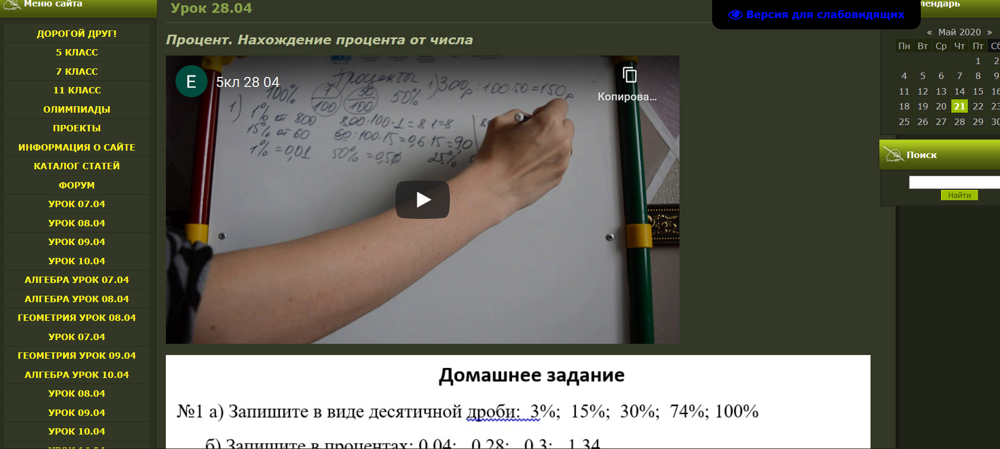 Меню сайта
ДОРОГОЙ ДРУГ!
5 КЛАСС
7 КЛАСС
11 КЛАСС
ОЛИМПИАДЫ
ПРОЕКТЫ
ИНФОРМАЦИЯ О САЙТЕ
КАТАЛОГ СТАТЕЙ
ФОРУМ
УРОК 07.04
УРОК 08.04
УРОК 09.04
УРОК 10.04
АЛГЕБРА УРОК 07.04
АЛГЕБРА УРОК 08.04
ГЕОМЕТРИЯ УРОК 08.04
УРОК 07.04
ГЕОМЕТРИЯ УРОК 09.04
АЛГЕБРА УРОК 10.04
УРОК 08.04
УРОК 09.04
УРОК 10.04
Урок 28.04
Версия для слабовидящих
Процент. Нахождение процента от числа
Е 5кл 28 04
Копирова...
Проценты
100% 1/100 50/100 50% 1) 300р:100·50=150р
1) 1% от 800 800:100·1=8·1=8
15% от 60 60:100·15=0,6·15=9,0
1%=0,01 50%=0,50 25%
Домашнее задание
№1 а) Запишите в виде десятичной дроби: 3%; 15%; 30%; 74%; 100%
б) Запишите в процентах: 0,04; 0,28; 0,3; 1,34
лендарь
« Май 2020 »
Пн Вт Ср Чт Пт Сб
1 2
4 5 6 7 8 9
11 12 13 14 15 16
18 19 20 21 22 23
25 26 27 28 29 30
Поиск
Найти